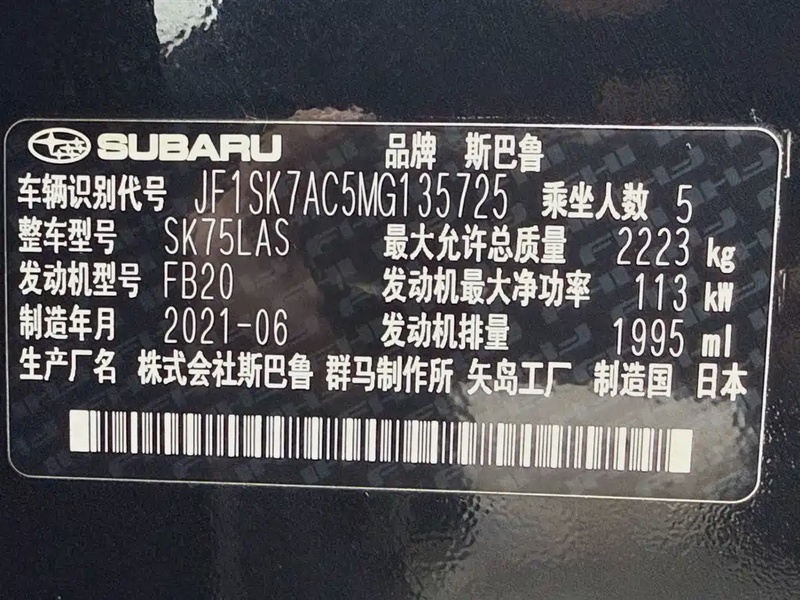 SUBARU 品牌 斯巴鲁
车辆识别代号 JF1SK7AC5MG135725 乘坐人数 5
整车型号 SK75LAS 最大允许总质量 2223 kg
发动机型号 FB20 发动机最大净功率 113 kW
制造年月 2021-06 发动机排量 1995 ml
生产厂名 株式会社斯巴鲁 群马制作所 矢岛工厂 制造国 日本